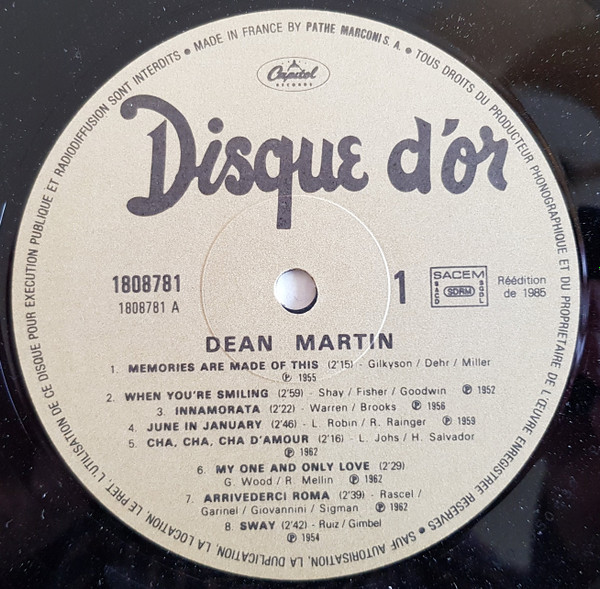 SAUF AUTORISATION, LA DUPLICATION, LA LOCATION, LE PRET, L'UTILISATION DE CE DISQUE POUR EXECUTION PUBLIQUE ET RADIODIFFUSION SONT INTERDITS ● MADE IN FRANCE BY PATHE MARCONI S.A. ● TOUS DROITS DU PRODUCTEUR PHONOGRAPHIQUE ET DU PROPRIETAIRE DE L'ŒUVRE ENREGISTREE RESERVES ●
Capitol
RECORDS
Disque d'or
1808781
1808781 A
1
SACEM
SACD
SDRM
SGDL
Réédition
de 1985
DEAN MARTIN
1. MEMORIES ARE MADE OF THIS (2'15) - Gilkyson / Dehr / Miller
℗ 1955
2. WHEN YOU'RE SMILING (2'59) - Shay / Fisher / Goodwin ℗ 1952
3. INNAMORATA (2'22) - Warren / Brooks ℗ 1956
4. JUNE IN JANUARY (2'46) - L. Robin / R. Rainger ℗ 1959
5. CHA, CHA, CHA D'AMOUR (2'16) - L. Johs / H. Salvador
℗ 1962
6. MY ONE AND ONLY LOVE (2'29)
G. Wood / R. Mellin ℗ 1962
7. ARRIVEDERCI ROMA (2'39) - Rascel /
Garinel / Giovannini / Sigman ℗ 1962
8. SWAY (2'42) - Ruiz / Gimbel
℗ 1954